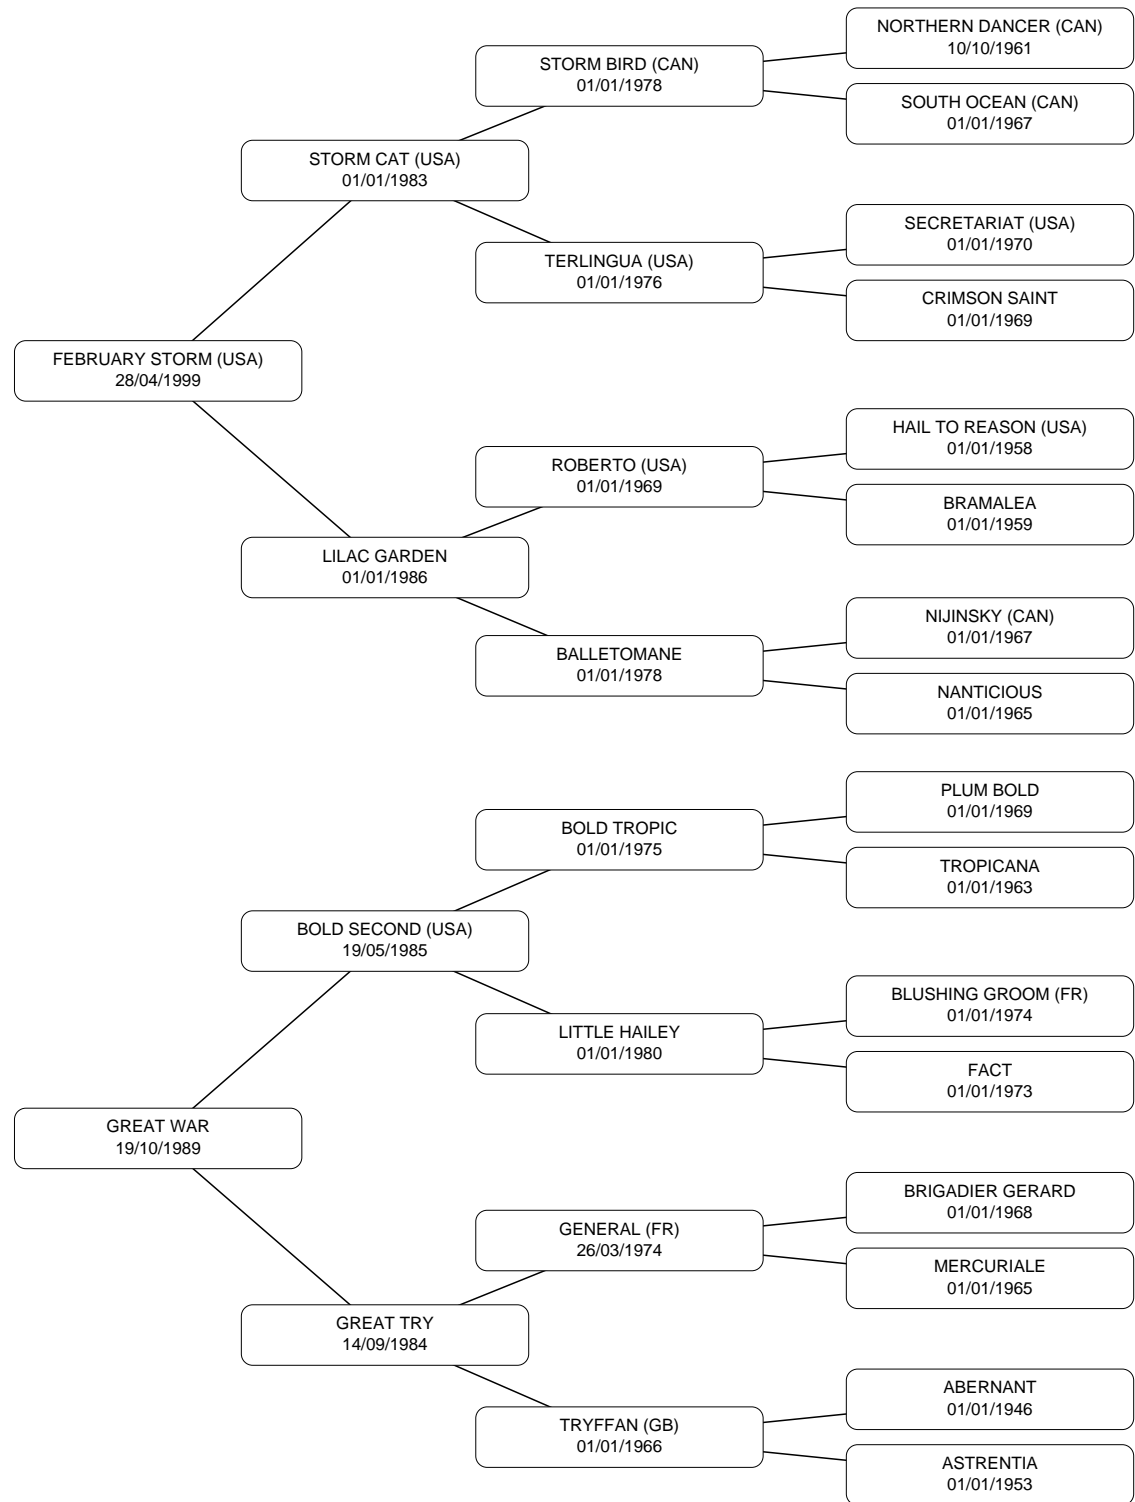 NORTHERN DANCER (CAN)
10/10/1961
STORM BIRD (CAN)
01/01/1978
SOUTH OCEAN (CAN)
01/01/1967
STORM CAT (USA)
01/01/1983
SECRETARIAT (USA)
01/01/1970
TERLINGUA (USA)
01/01/1976
CRIMSON SAINT
01/01/1969
FEBRUARY STORM (USA)
28/04/1999
HAIL TO REASON (USA)
01/01/1958
ROBERTO (USA)
01/01/1969
BRAMALEA
01/01/1959
LILAC GARDEN
01/01/1986
NIJINSKY (CAN)
01/01/1967
BALLETOMANE
01/01/1978
NANTICIOUS
01/01/1965
PLUM BOLD
01/01/1969
BOLD TROPIC
01/01/1975
TROPICANA
01/01/1963
BOLD SECOND (USA)
19/05/1985
BLUSHING GROOM (FR)
01/01/1974
LITTLE HAILEY
01/01/1980
FACT
01/01/1973
GREAT WAR
19/10/1989
BRIGADIER GERARD
01/01/1968
GENERAL (FR)
26/03/1974
MERCURIALE
01/01/1965
GREAT TRY
14/09/1984
ABERNANT
01/01/1946
TRYFFAN (GB)
01/01/1966
ASTRENTIA
01/01/1953